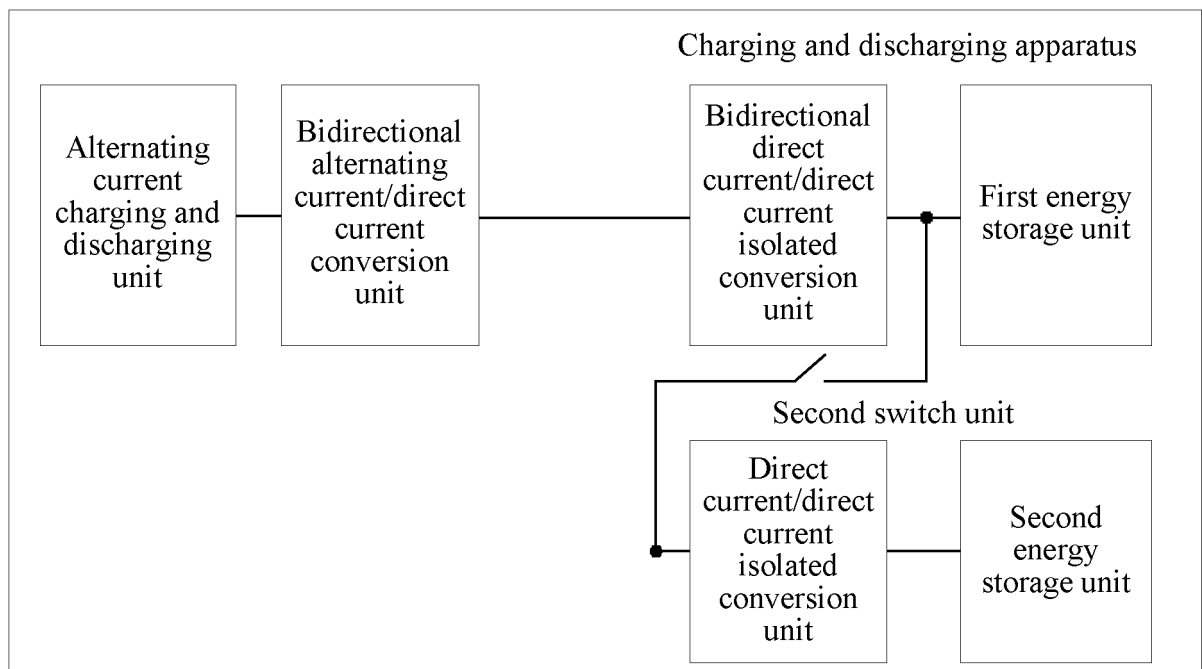 Charging and discharging apparatus
Alternating
current
charging and
discharging
unit
Bidirectional
alternating
current/direct
current
conversion
unit
Bidirectional
direct
current/direct
current
isolated
conversion
unit
First energy
storage unit
Second switch unit
Direct
current/direct
current
isolated
conversion
unit
Second
energy
storage unit